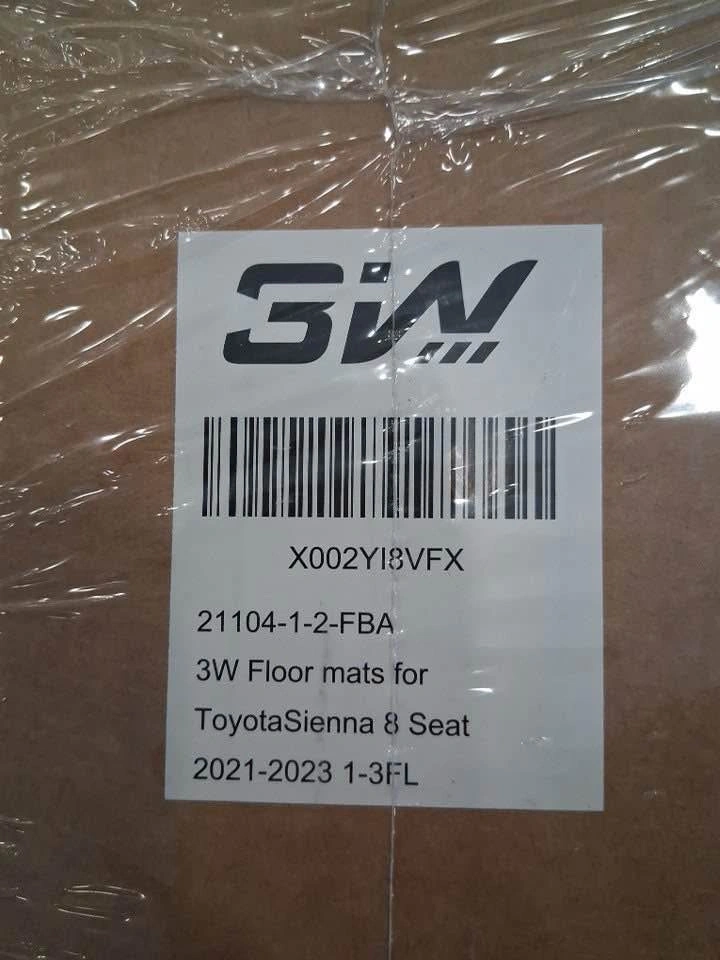 3W
X002YI8VFX
21104-1-2-FBA
3W Floor mats for
ToyotaSienna 8 Seat
2021-2023 1-3FL